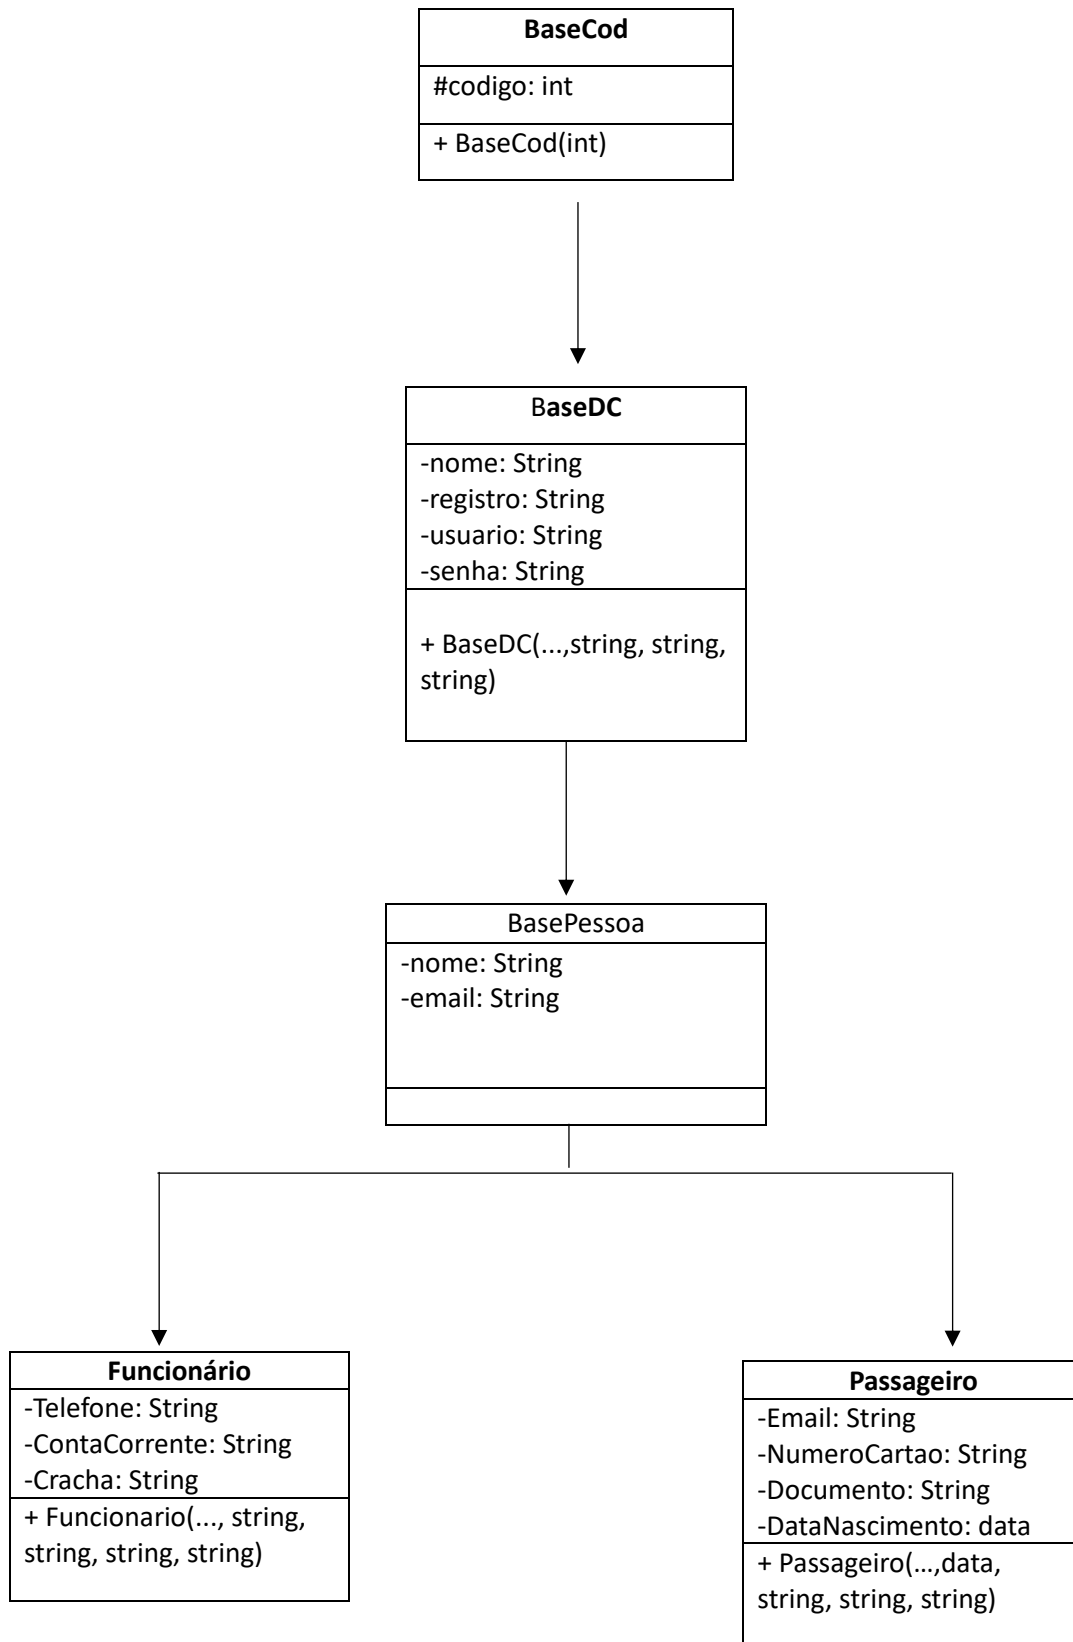 BaseCod
#codigo: int
+ BaseCod(int)
BaseDC
-nome: String
-registro: String
-usuario: String
-senha: String
+ BaseDC(...,string, string,
string)
BasePessoa
-nome: String
-email: String
Funcionário
-Telefone: String
-ContaCorrente: String
-Cracha: String
+ Funcionario(..., string,
string, string, string)
Passageiro
-Email: String
-NumeroCartao: String
-Documento: String
-DataNascimento: data
+ Passageiro(...,data,
string, string, string)